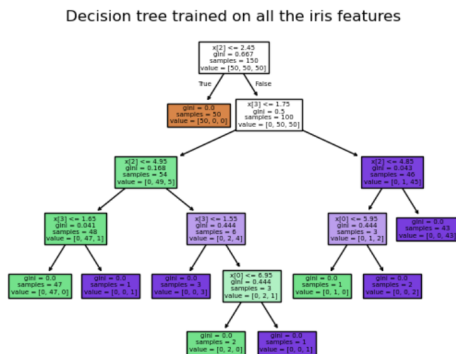 Decision tree trained on all the iris features
x[2] <= 2.45
gini = 0.667
samples = 150
value = [50, 50, 50]
True
False
gini = 0.0
samples = 50
value = [50, 0, 0]
x[3] <= 1.75
gini = 0.5
samples = 100
value = [0, 50, 50]
x[2] <= 4.95
gini = 0.168
samples = 54
value = [0, 49, 5]
x[2] <= 4.85
gini = 0.043
samples = 46
value = [0, 1, 45]
x[3] <= 1.65
gini = 0.041
samples = 48
value = [0, 47, 1]
x[3] <= 1.55
gini = 0.444
samples = 6
value = [0, 2, 4]
x[0] <= 5.95
gini = 0.444
samples = 3
value = [0, 1, 2]
gini = 0.0
samples = 43
value = [0, 0, 43]
gini = 0.0
samples = 47
value = [0, 47, 0]
gini = 0.0
samples = 1
value = [0, 0, 1]
gini = 0.0
samples = 3
value = [0, 0, 3]
x[0] <= 6.95
gini = 0.444
samples = 3
value = [0, 2, 1]
gini = 0.0
samples = 1
value = [0, 1, 0]
gini = 0.0
samples = 2
value = [0, 0, 2]
gini = 0.0
samples = 2
value = [0, 2, 0]
gini = 0.0
samples = 1
value = [0, 0, 1]